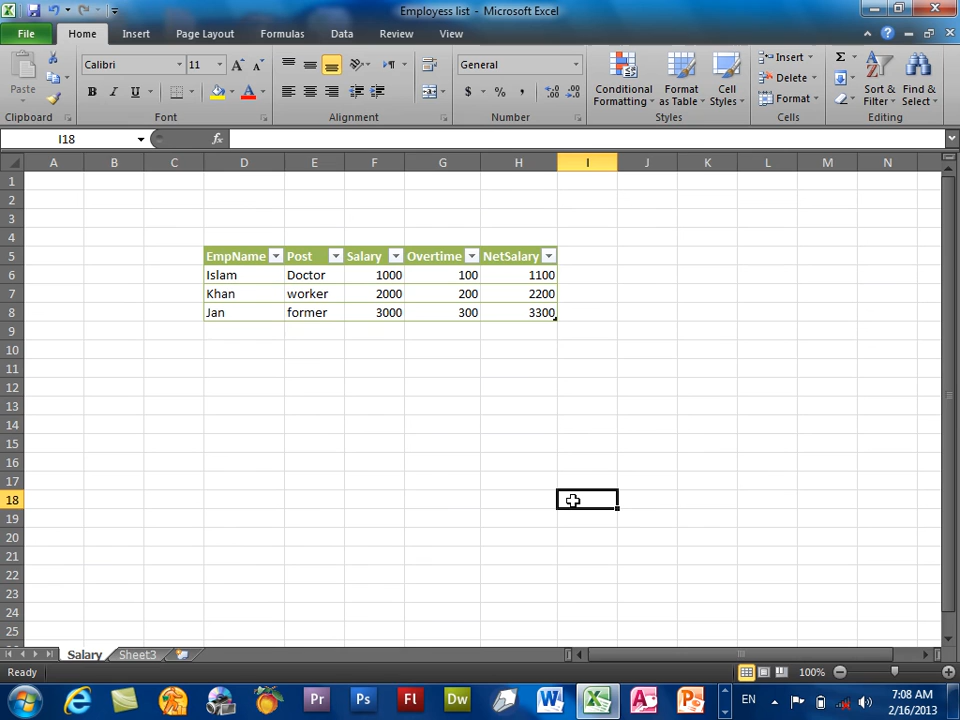 Employess list - Microsoft Excel
File Home Insert Page Layout Formulas Data Review View
Paste
Calibri 11
B I U
General
$ % ,
Conditional Formatting
Format as Table
Cell Styles
Insert
Delete
Format
Σ
Sort & Filter
Find & Select
Clipboard Font Alignment Number Styles Cells Editing
I18 fx
A B C D E F G H I J K L M N
1
2
3
4
5 EmpName Post Salary Overtime NetSalary
6 Islam Doctor 1000 100 1100
7 Khan worker 2000 200 2200
8 Jan former 3000 300 3300
9
10
11
12
13
14
15
16
17
18
19
20
21
22
23
24
25
Salary Sheet3
Ready 100%
Pr Ps Fl Dw EN 7:08 AM
2/16/2013